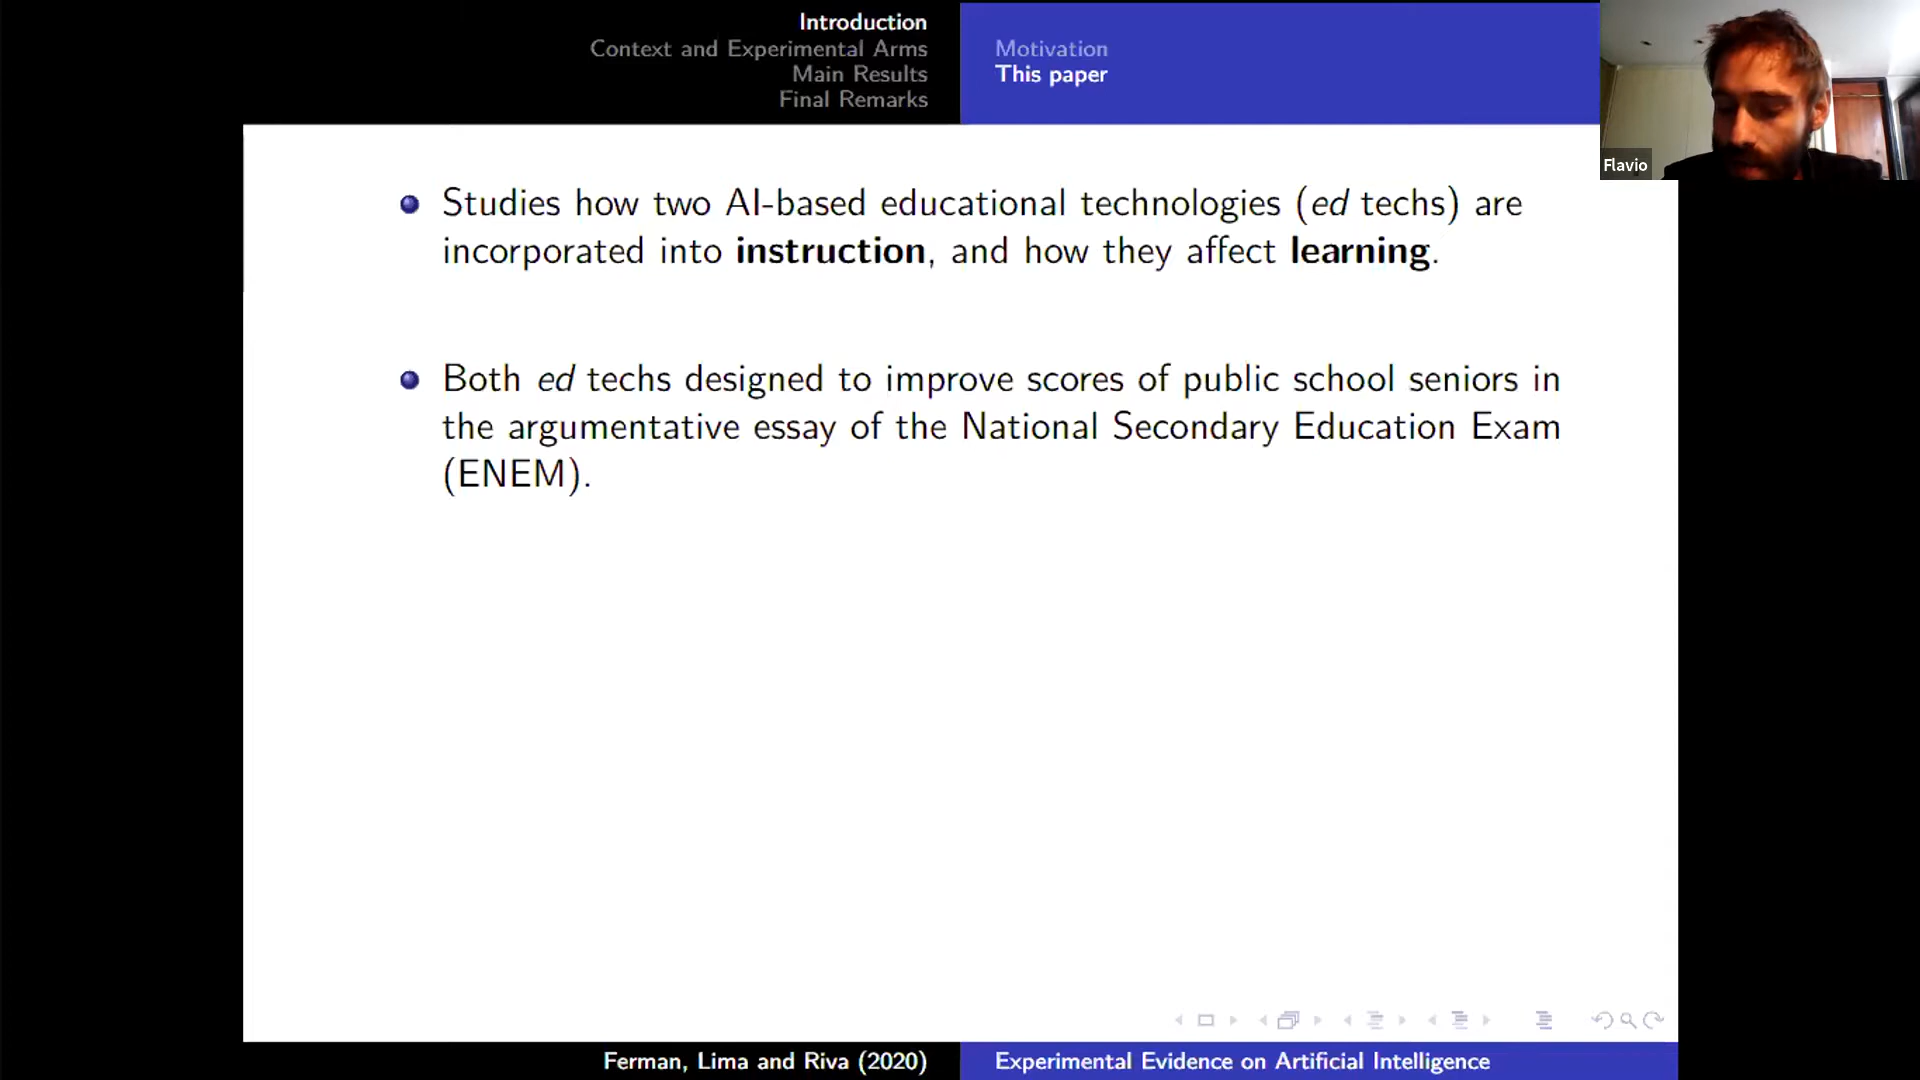 Introduction
Context and Experimental Arms
Main Results
Final Remarks
Motivation
This paper
Flavio
Studies how two AI-based educational technologies (ed techs) are
incorporated into instruction, and how they affect learning.
Both ed techs designed to improve scores of public school seniors in
the argumentative essay of the National Secondary Education Exam
(ENEM).
Ferman, Lima and Riva (2020)
Experimental Evidence on Artificial Intelligence